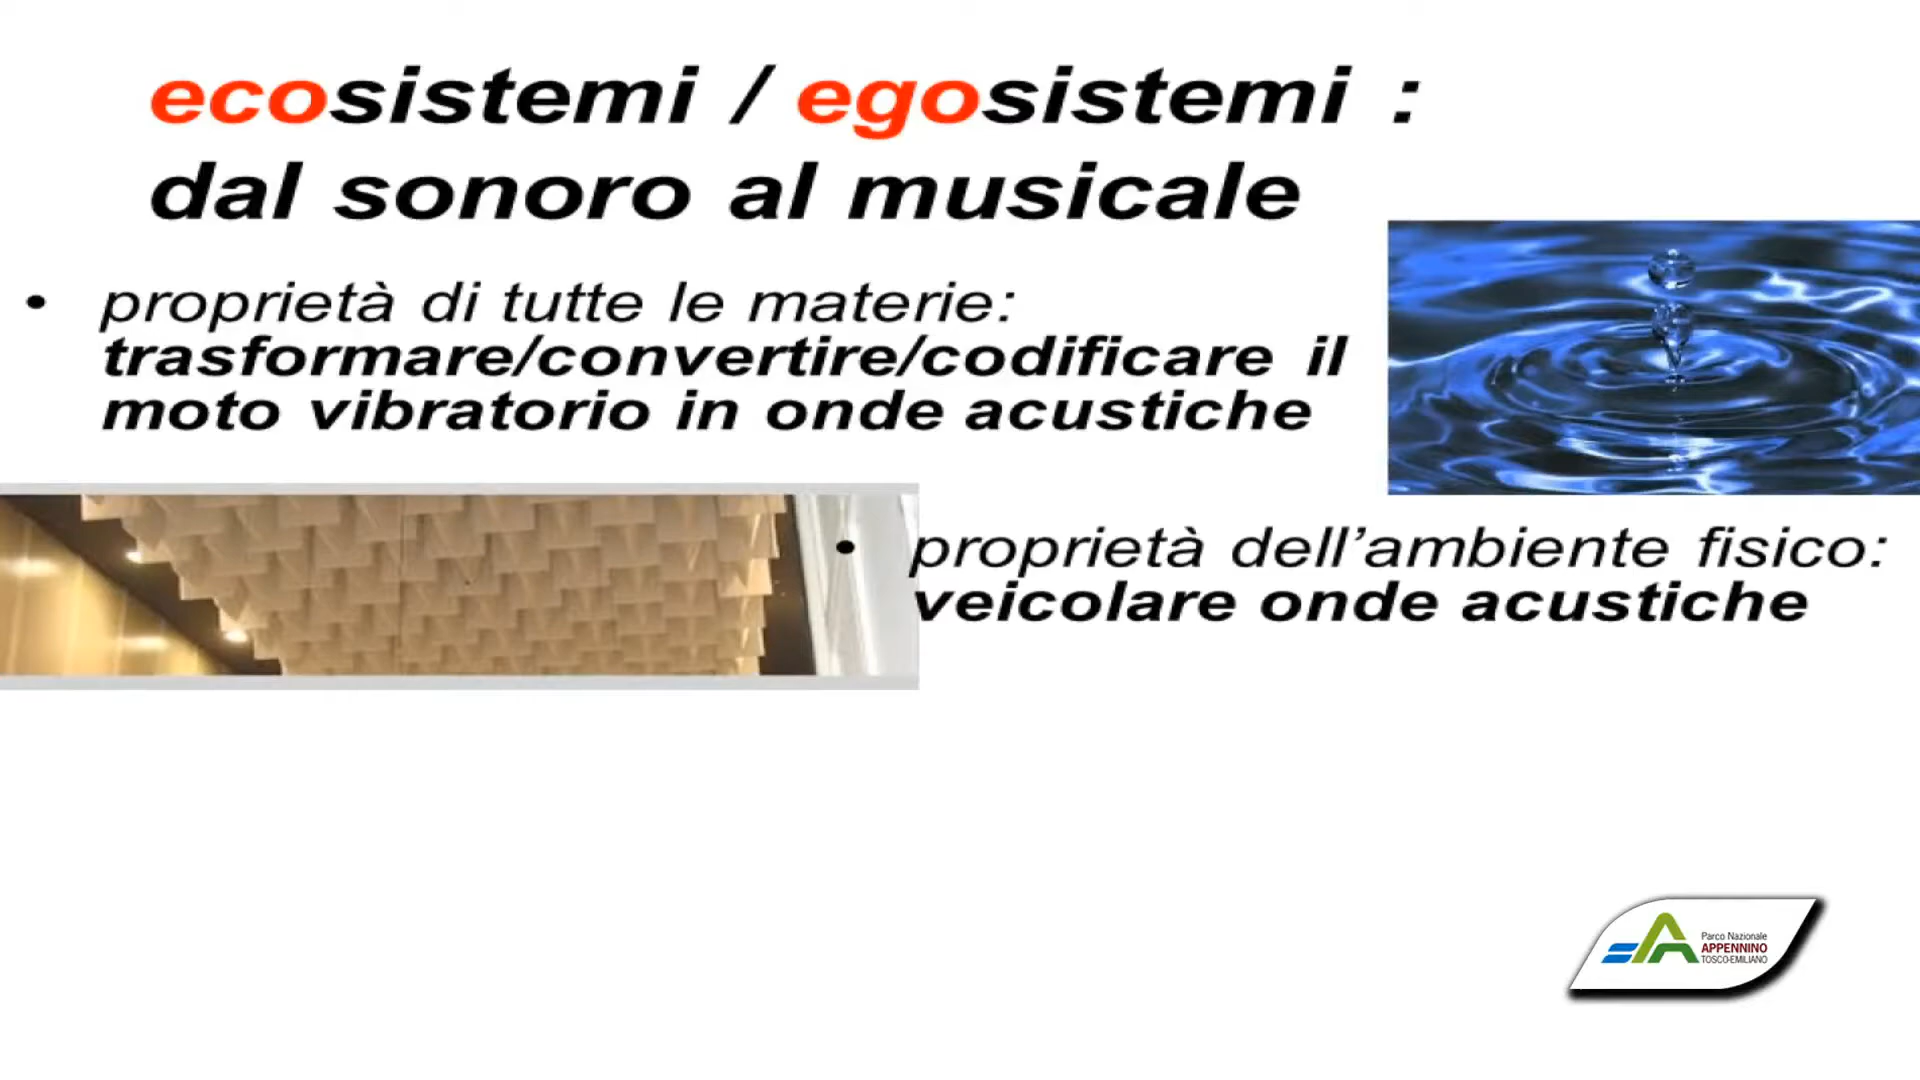 ecosistemi / egosistemi :
dal sonoro al musicale
• proprietà di tutte le materie:
trasformare/convertire/codificare il
moto vibratorio in onde acustiche
• proprietà dell’ambiente fisico:
veicolare onde acustiche
Parco Nazionale
APPENNINO
TOSCO-EMILIANO